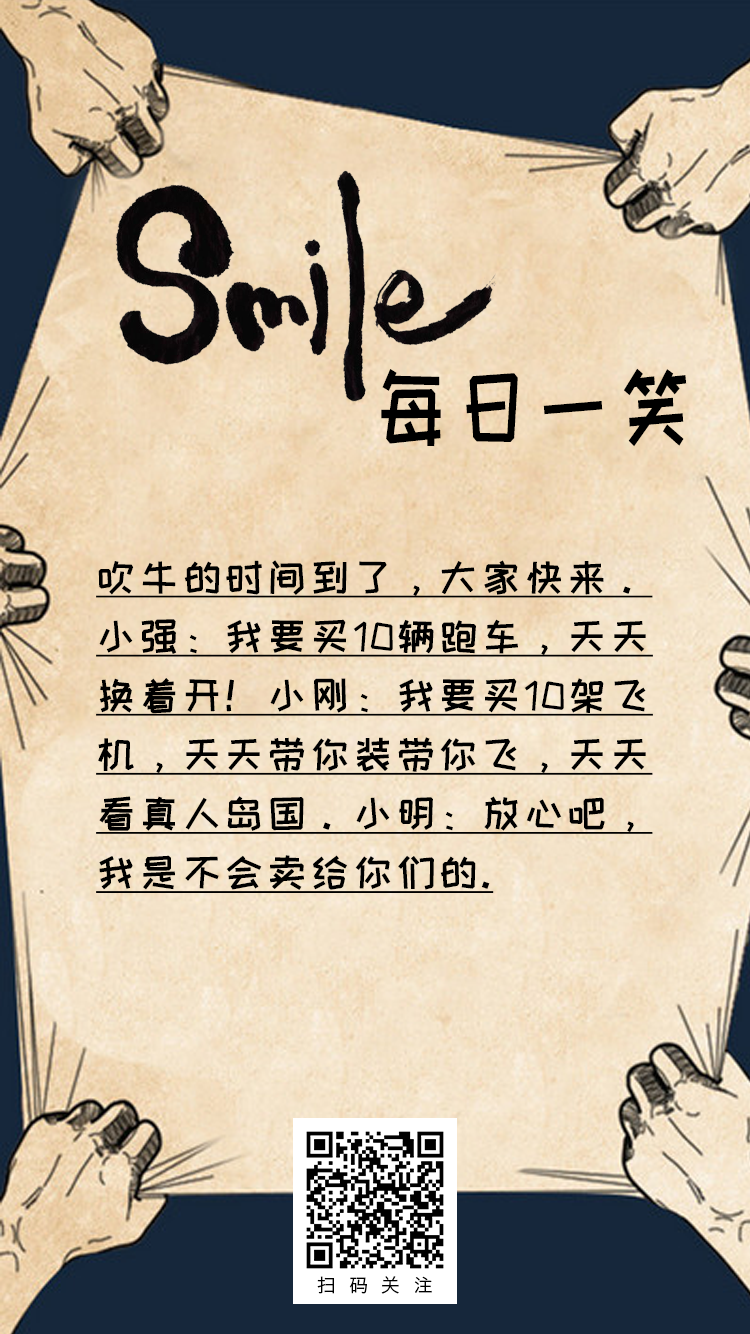 Smile
每日一笑
吹牛的时间到了，大家快来．
小强：我要买10辆跑车，天天
换着开！小刚：我要买10架飞
机，天天带你装带你飞，天天
看真人岛国．小明：放心吧，
我是不会卖给你们的.
扫码关注